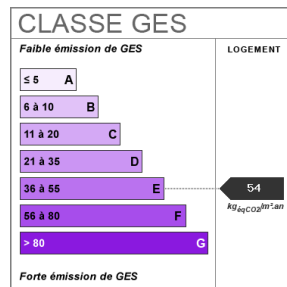 CLASSE GES
Faible émission de GES
LOGEMENT
≤ 5 A
6 à 10 B
11 à 20 C
21 à 35 D
36 à 55 E
54
kgéqCO2/m².an
56 à 80 F
> 80 G
Forte émission de GES